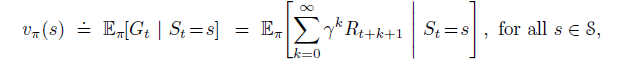 v_π(s) ≐ 𝔼_π[G_t | S_t=s] = 𝔼_π[∑_{k=0}^{∞} γ^k R_{t+k+1} | S_t=s], for all s ∈ 𝒮,